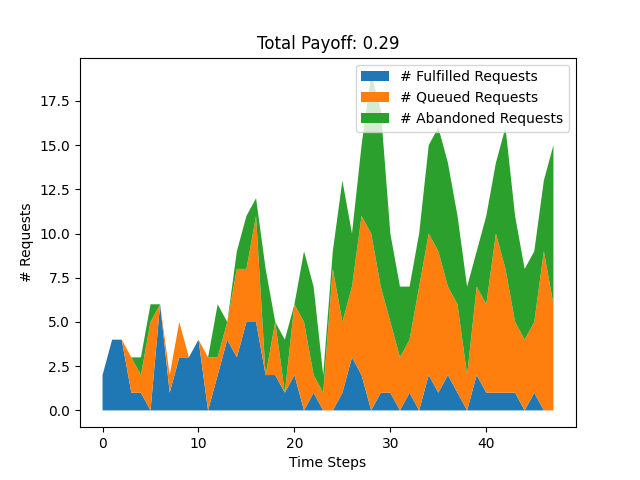 Total Payoff: 0.29
# Fulfilled Requests
# Queued Requests
# Abandoned Requests
17.5
15.0
12.5
10.0
7.5
5.0
2.5
0.0
# Requests
0 10 20 30 40
Time Steps